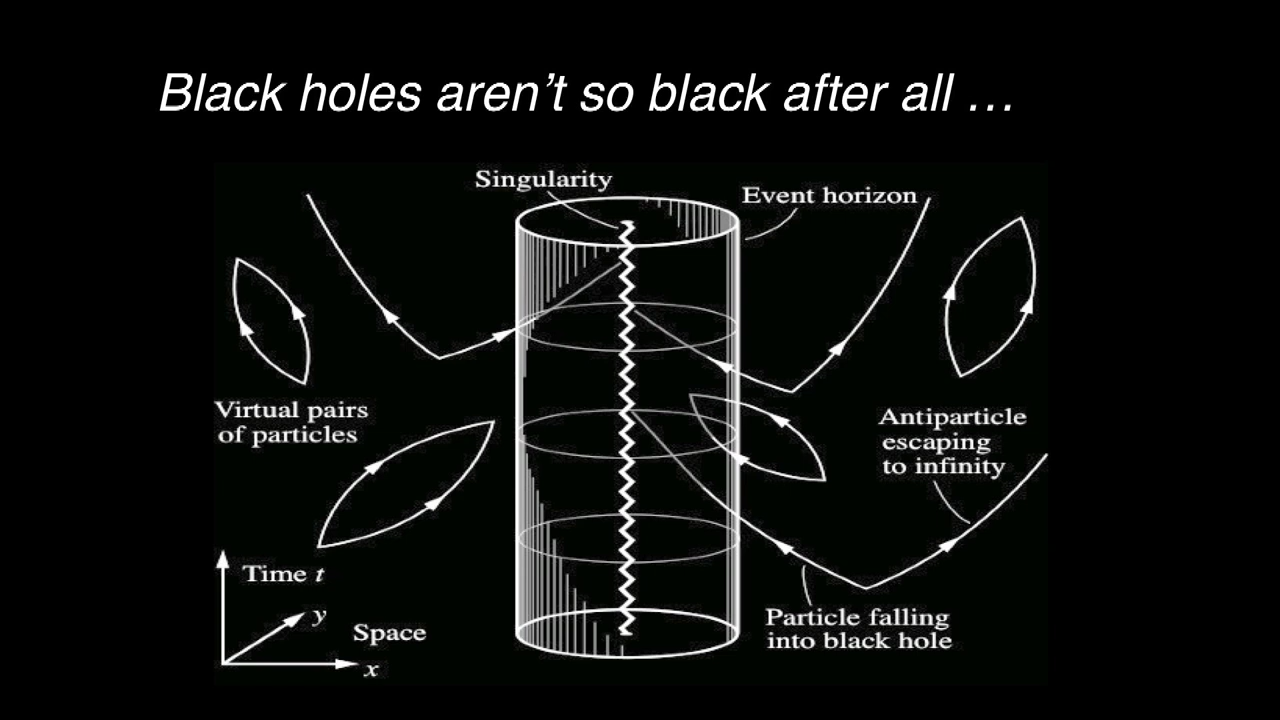 Black holes aren’t so black after all …
Singularity
Event horizon
Virtual pairs
of particles
Antiparticle
escaping
to infinity
Time t
y
Space
x
Particle falling
into black hole